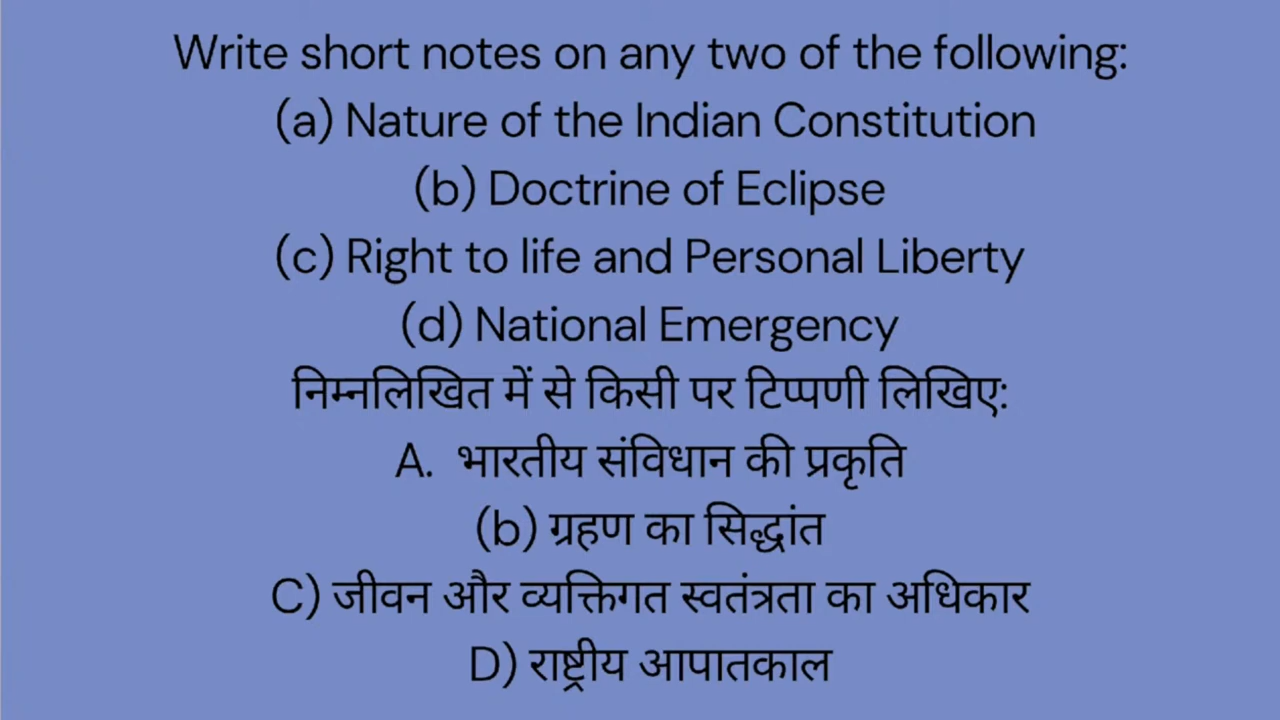 Write short notes on any two of the following:
(a) Nature of the Indian Constitution
(b) Doctrine of Eclipse
(c) Right to life and Personal Liberty
(d) National Emergency
निम्नलिखित में से किसी पर टिप्पणी लिखिए:
A. भारतीय संविधान की प्रकृति
(b) ग्रहण का सिद्धांत
C) जीवन और व्यक्तिगत स्वतंत्रता का अधिकार
D) राष्ट्रीय आपातकाल